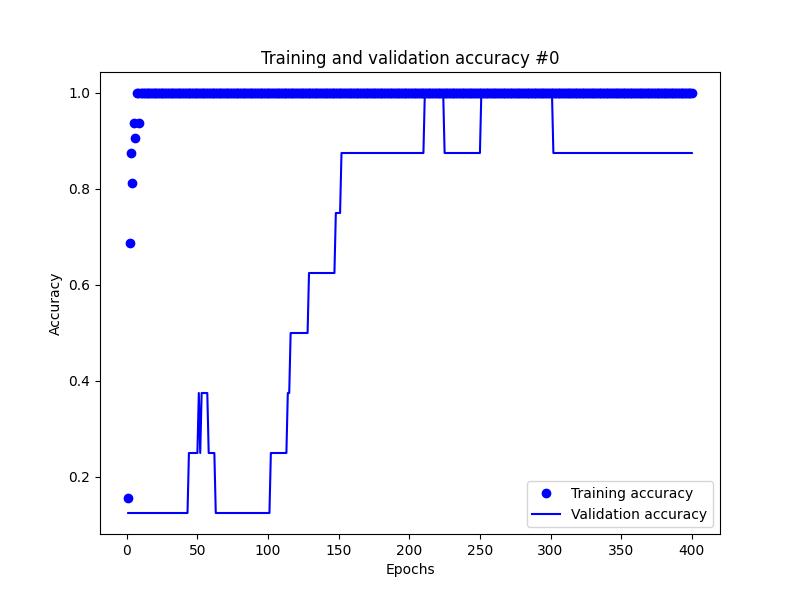 Training and validation accuracy #0
1.0
0.8
0.6
0.4
0.2
Accuracy
0 50 100 150 200 250 300 350 400
Epochs
Training accuracy
Validation accuracy